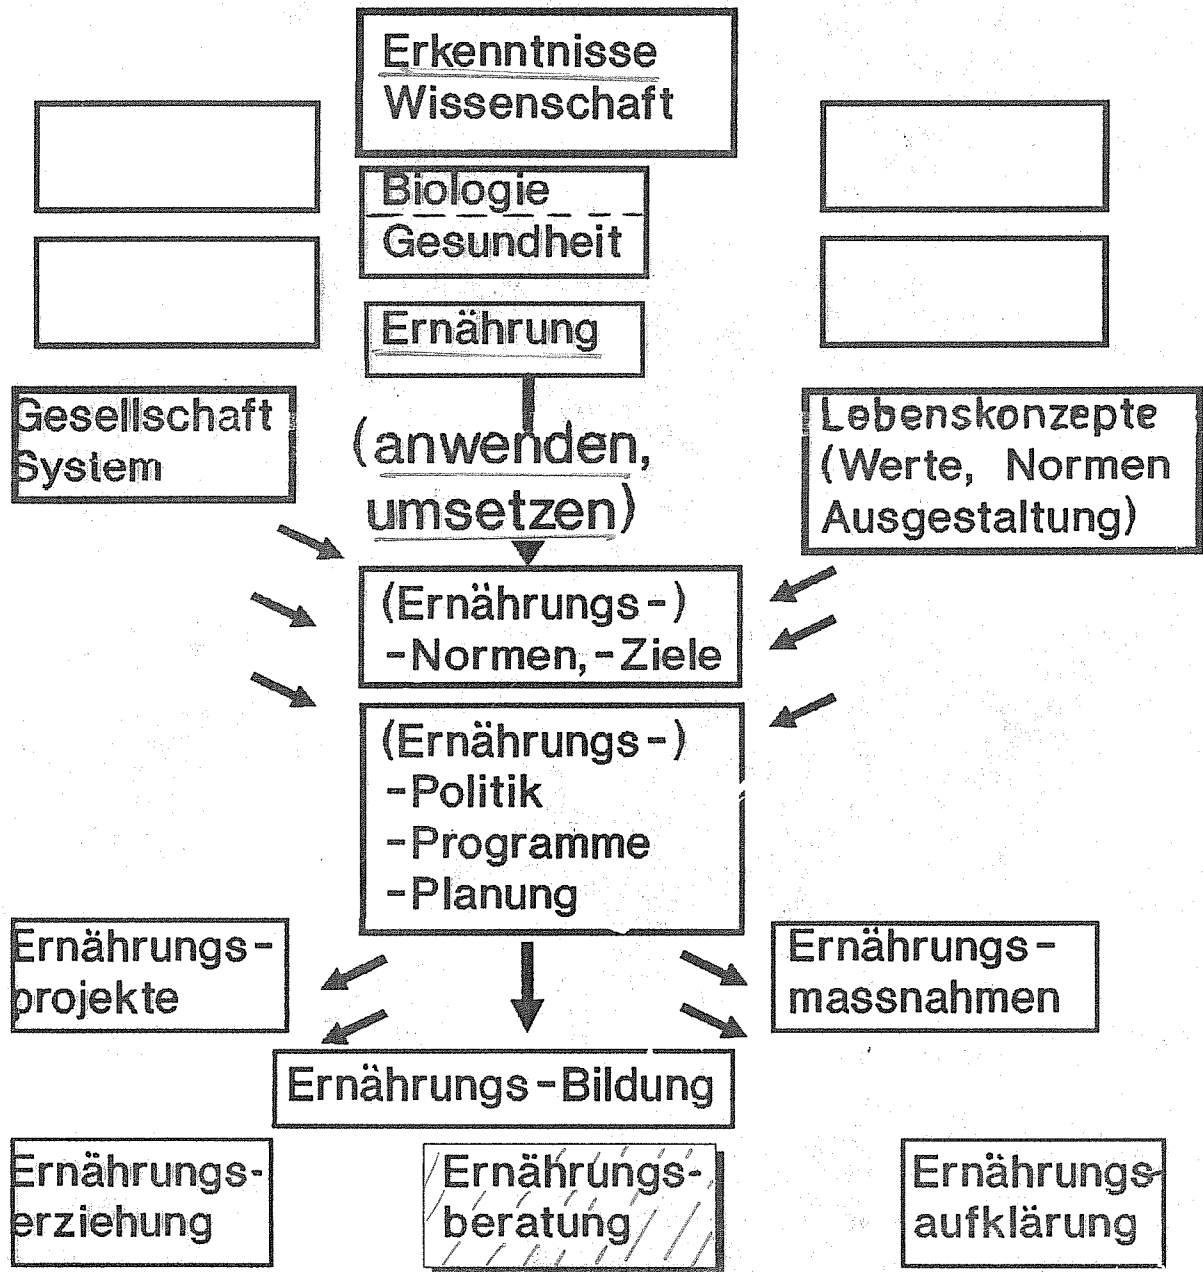 Erkenntnisse
Wissenschaft
Biologie
Gesundheit
Ernährung
Gesellschaft
System
(anwenden,
umsetzen)
Lebenskonzepte
(Werte, Normen
Ausgestaltung)
(Ernährungs-)
-Normen, -Ziele
(Ernährungs-)
-Politik
-Programme
-Planung
Ernährungs-
projekte
Ernährungs-
massnahmen
Ernährungs-Bildung
Ernährungs-
erziehung
Ernährungs-
beratung
Ernährungs-
aufklärung